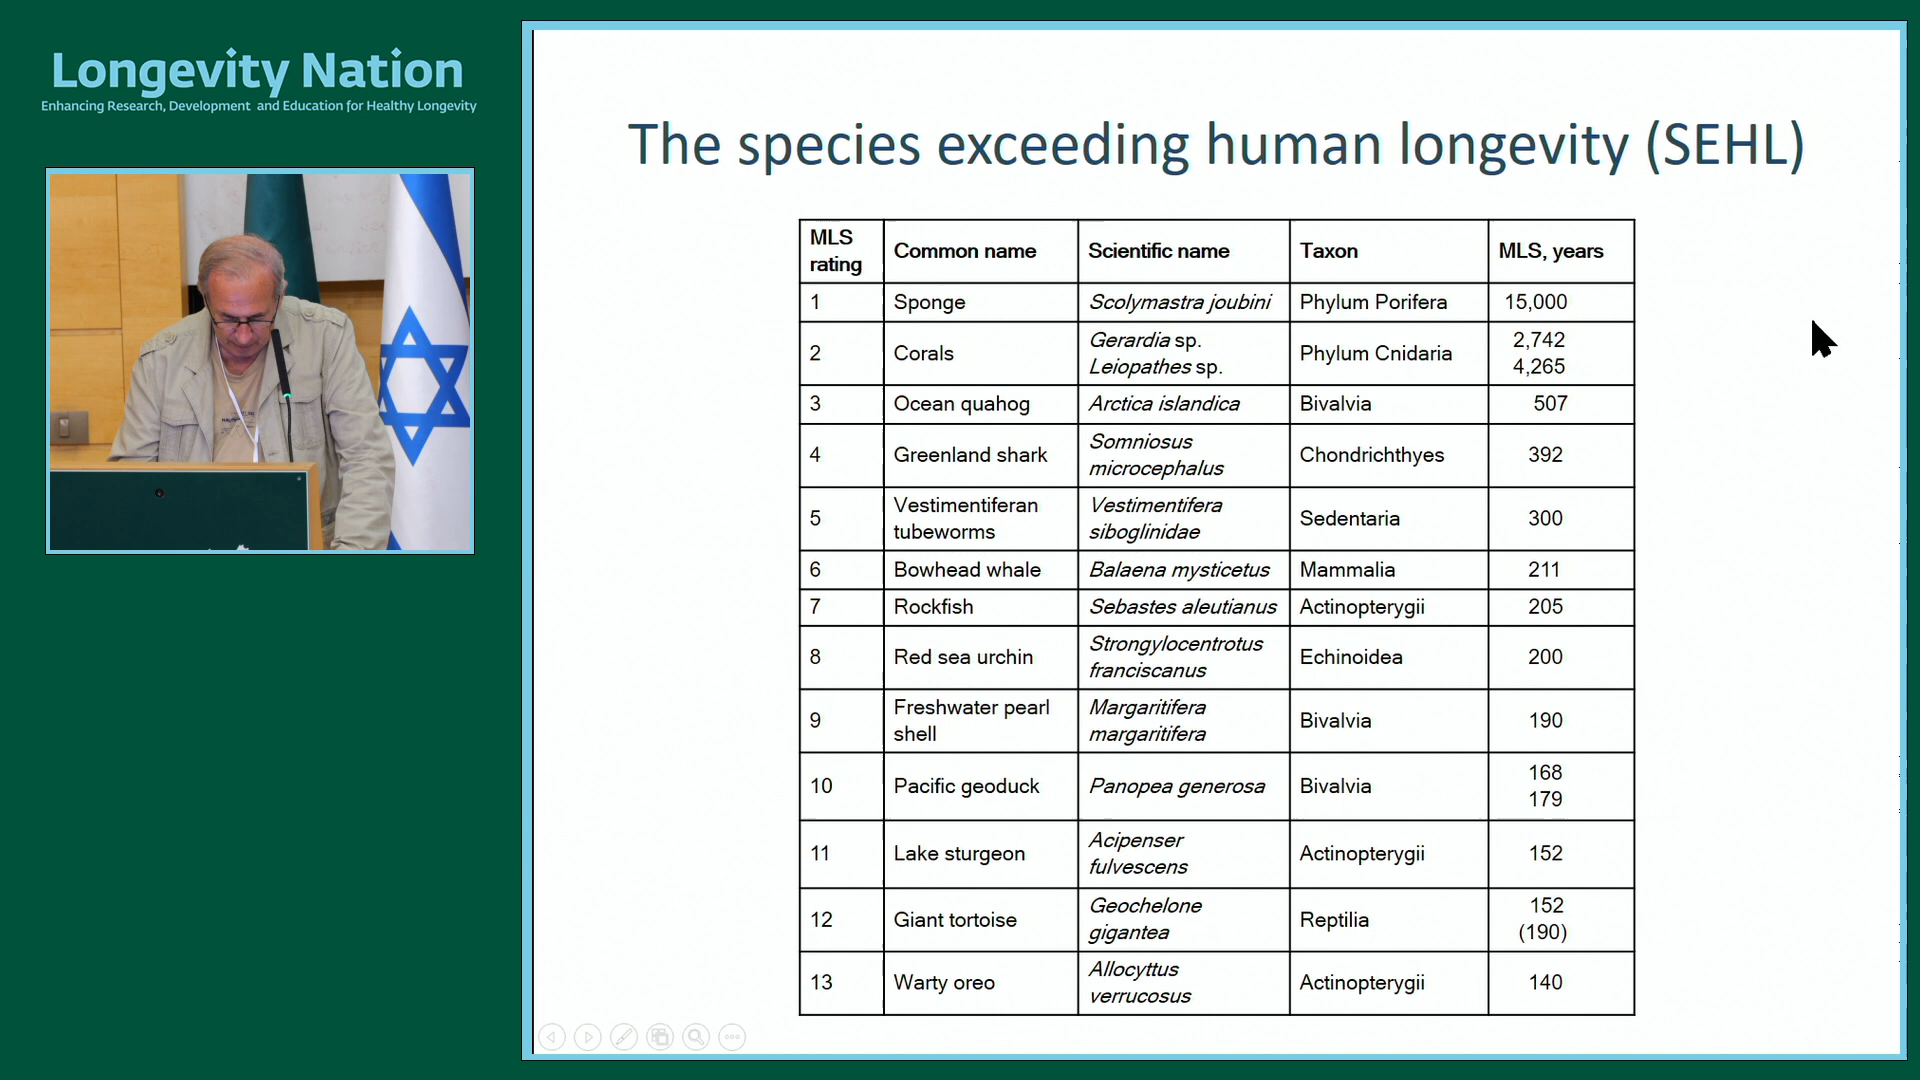 Longevity Nation
Enhancing Research, Development and Education for Healthy Longevity
The species exceeding human longevity (SEHL)
MLS rating Common name Scientific name Taxon MLS, years
1 Sponge Scolymastra joubini Phylum Porifera 15,000
2 Corals Gerardia sp. Leiopathes sp. Phylum Cnidaria 2,742 4,265
3 Ocean quahog Arctica islandica Bivalvia 507
4 Greenland shark Somniosus microcephalus Chondrichthyes 392
5 Vestimentiferan tubeworms Vestimentifera siboglinidae Sedentaria 300
6 Bowhead whale Balaena mysticetus Mammalia 211
7 Rockfish Sebastes aleutianus Actinopterygii 205
8 Red sea urchin Strongylocentrotus franciscanus Echinoidea 200
9 Freshwater pearl shell Margaritifera margaritifera Bivalvia 190
10 Pacific geoduck Panopea generosa Bivalvia 168 179
11 Lake sturgeon Acipenser fulvescens Actinopterygii 152
12 Giant tortoise Geochelone gigantea Reptilia 152 (190)
13 Warty oreo Allocyttus verrucosus Actinopterygii 140